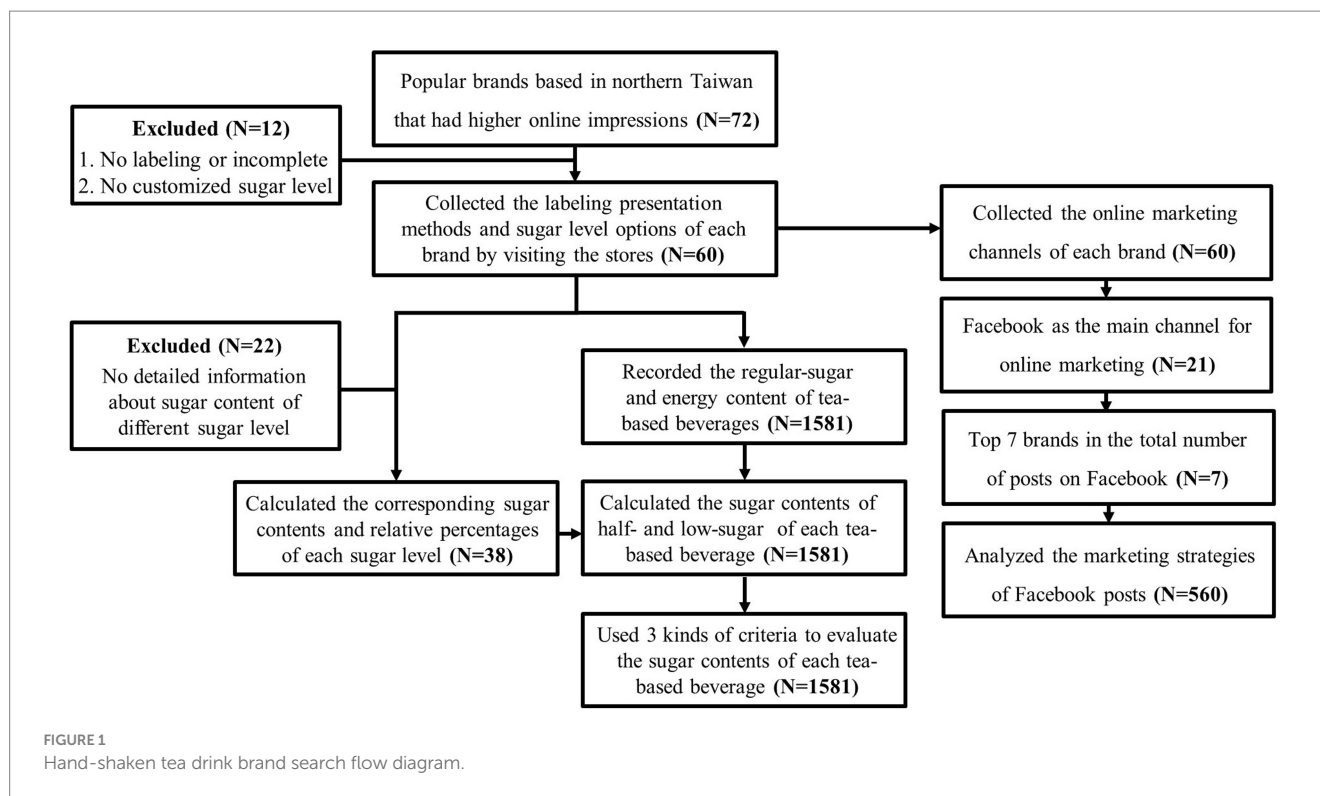 Popular brands based in northern Taiwan
that had higher online impressions (N=72)
Excluded (N=12)
1. No labeling or incomplete
2. No customized sugar level
Collected the labeling presentation
methods and sugar level options of each
brand by visiting the stores (N=60)
Collected the online marketing
channels of each brand (N=60)
Excluded (N=22)
No detailed information
about sugar content of
different sugar level
Recorded the regular-sugar
and energy content of tea-
based beverages (N=1581)
Facebook as the main channel for
online marketing (N=21)
Top 7 brands in the total number
of posts on Facebook (N=7)
Calculated the corresponding sugar
contents and relative percentages
of each sugar level (N=38)
Calculated the sugar contents of
half- and low-sugar of each tea-
based beverage (N=1581)
Analyzed the marketing strategies
of Facebook posts (N=560)
Used 3 kinds of criteria to evaluate
the sugar contents of each tea-
based beverage (N=1581)
FIGURE 1
Hand-shaken tea drink brand search flow diagram.